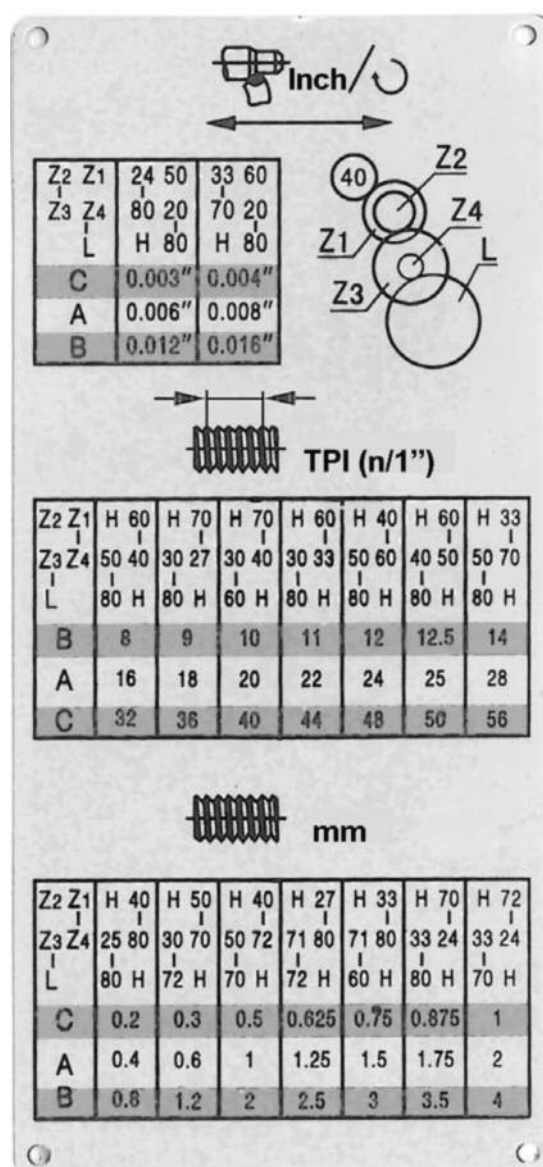 Inch/
40 Z2
Z1 Z4 L
Z3
Z2 Z1 24 50 33 60
Z3 Z4 80 20 70 20
L H 80 H 80
C 0.003" 0.004"
A 0.006" 0.008"
B 0.012" 0.016"
TPI (n/1")
Z2 Z1 H 60 H 70 H 70 H 60 H 40 H 60 H 33
Z3 Z4 50 40 30 27 30 40 30 33 50 60 40 50 50 70
L 80 H 80 H 60 H 80 H 80 H 80 H 80 H
B 8 9 10 11 12 12.5 14
A 16 18 20 22 24 25 28
C 32 36 40 44 48 50 56
mm
Z2 Z1 H 40 H 50 H 40 H 27 H 33 H 70 H 72
Z3 Z4 25 80 30 70 50 72 71 80 71 80 33 24 33 24
L 80 H 72 H 70 H 72 H 60 H 80 H 70 H
C 0.2 0.3 0.5 0.625 0.75 0.875 1
A 0.4 0.6 1 1.25 1.5 1.75 2
B 0.8 1.2 2 2.5 3 3.5 4